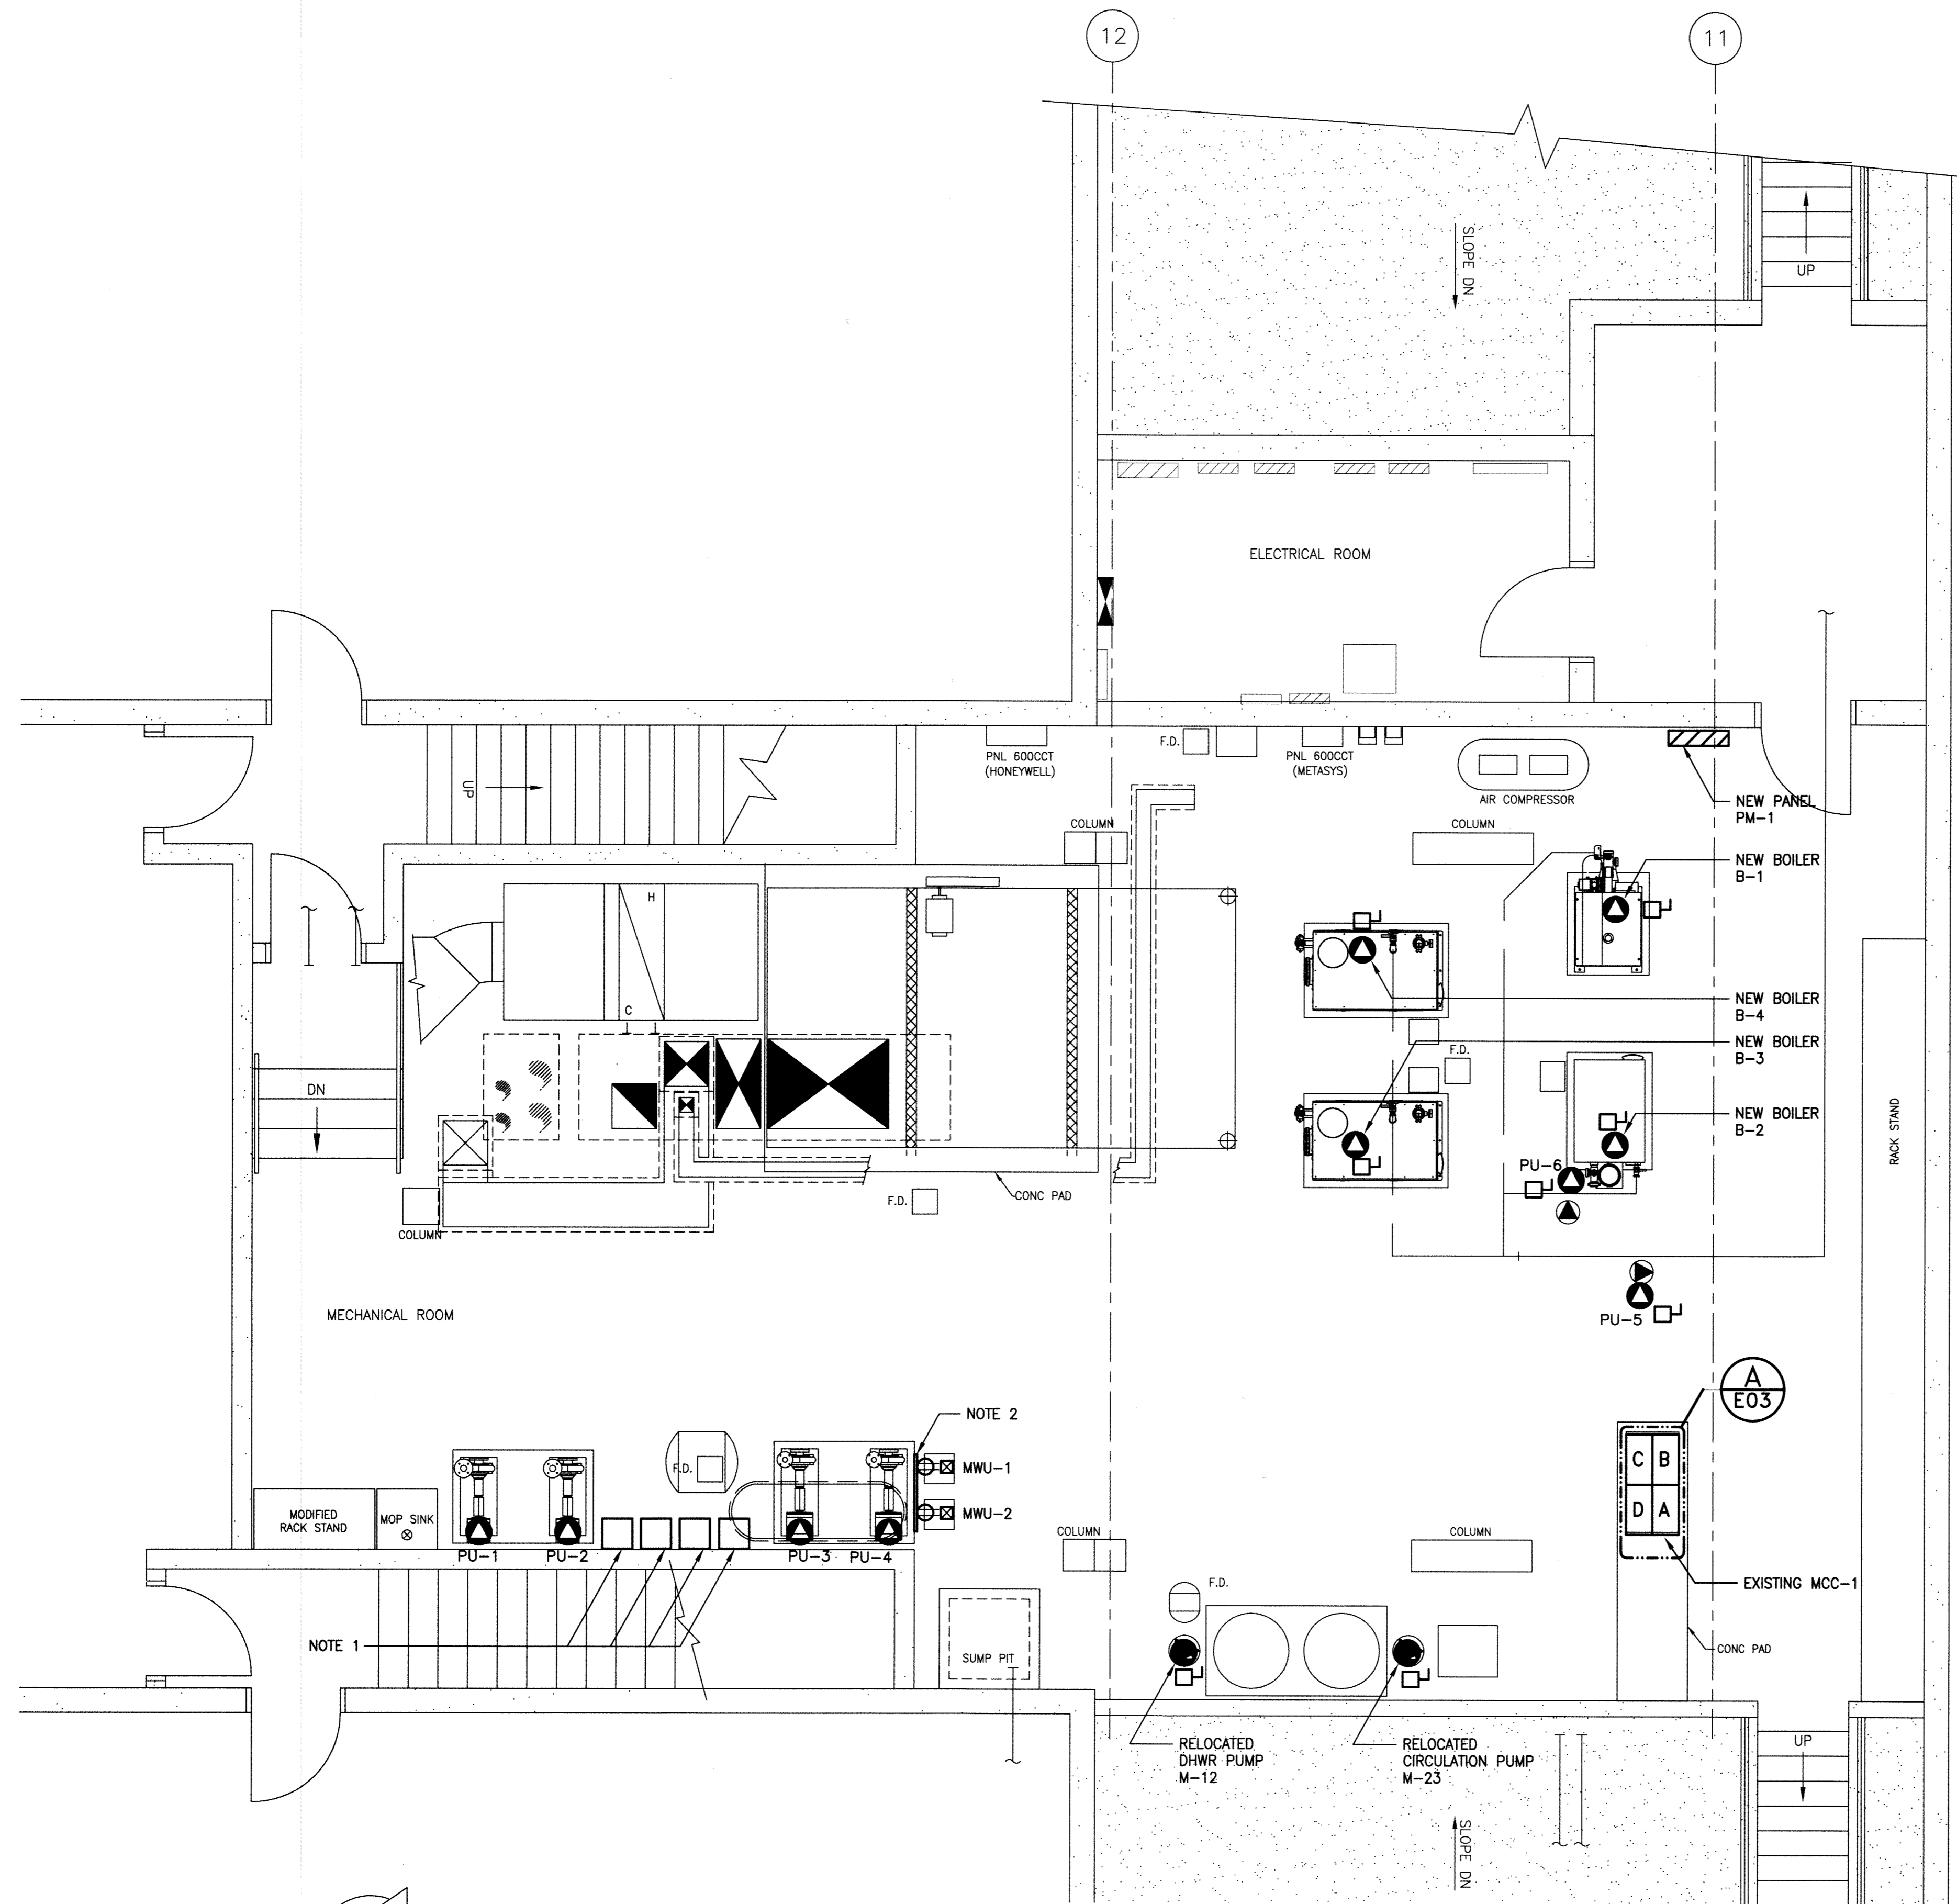 12
11
SLOPE DN
UP
ELECTRICAL ROOM
PNL 600CCT
(HONEYWELL)
F.D.
PNL 600CCT
(METASYS)
AIR COMPRESSOR
NEW PANEL
PM-1
UP
COLUMN
COLUMN
NEW BOILER
B-1
H
C
NEW BOILER
B-4
NEW BOILER
B-3
F.D.
DN
NEW BOILER
B-2
RACK STAND
PU-6
CONC PAD
F.D.
COLUMN
MECHANICAL ROOM
PU-5
A
E03
NOTE 2
C B
D A
F.D.
MWU-1
MODIFIED
RACK STAND
MOP SINK
MWU-2
PU-1
PU-2
PU-3
PU-4
COLUMN
COLUMN
EXISTING MCC-1
F.D.
NOTE 1
SUMP PIT
CONC PAD
RELOCATED
DHWR PUMP
M-12
RELOCATED
CIRCULATION PUMP
M-23
UP
SLOPE DN